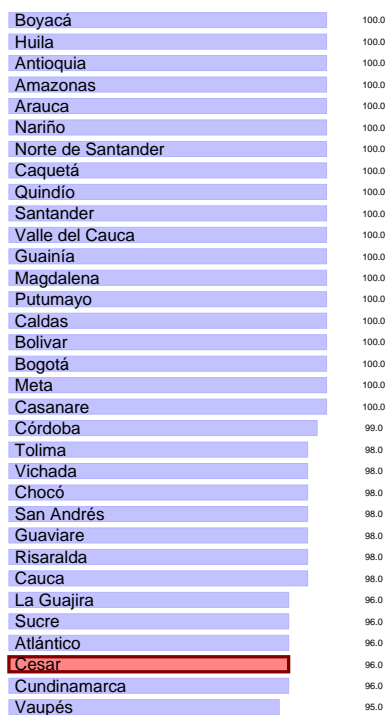 Boyacá 100.0
Huila 100.0
Antioquia 100.0
Amazonas 100.0
Arauca 100.0
Nariño 100.0
Norte de Santander 100.0
Caquetá 100.0
Quindío 100.0
Santander 100.0
Valle del Cauca 100.0
Guainía 100.0
Magdalena 100.0
Putumayo 100.0
Caldas 100.0
Bolivar 100.0
Bogotá 100.0
Meta 100.0
Casanare 100.0
Córdoba 99.0
Tolima 98.0
Vichada 98.0
Chocó 98.0
San Andrés 98.0
Guaviare 98.0
Risaralda 98.0
Cauca 98.0
La Guajira 96.0
Sucre 96.0
Atlántico 96.0
Cesar 96.0
Cundinamarca 96.0
Vaupés 95.0